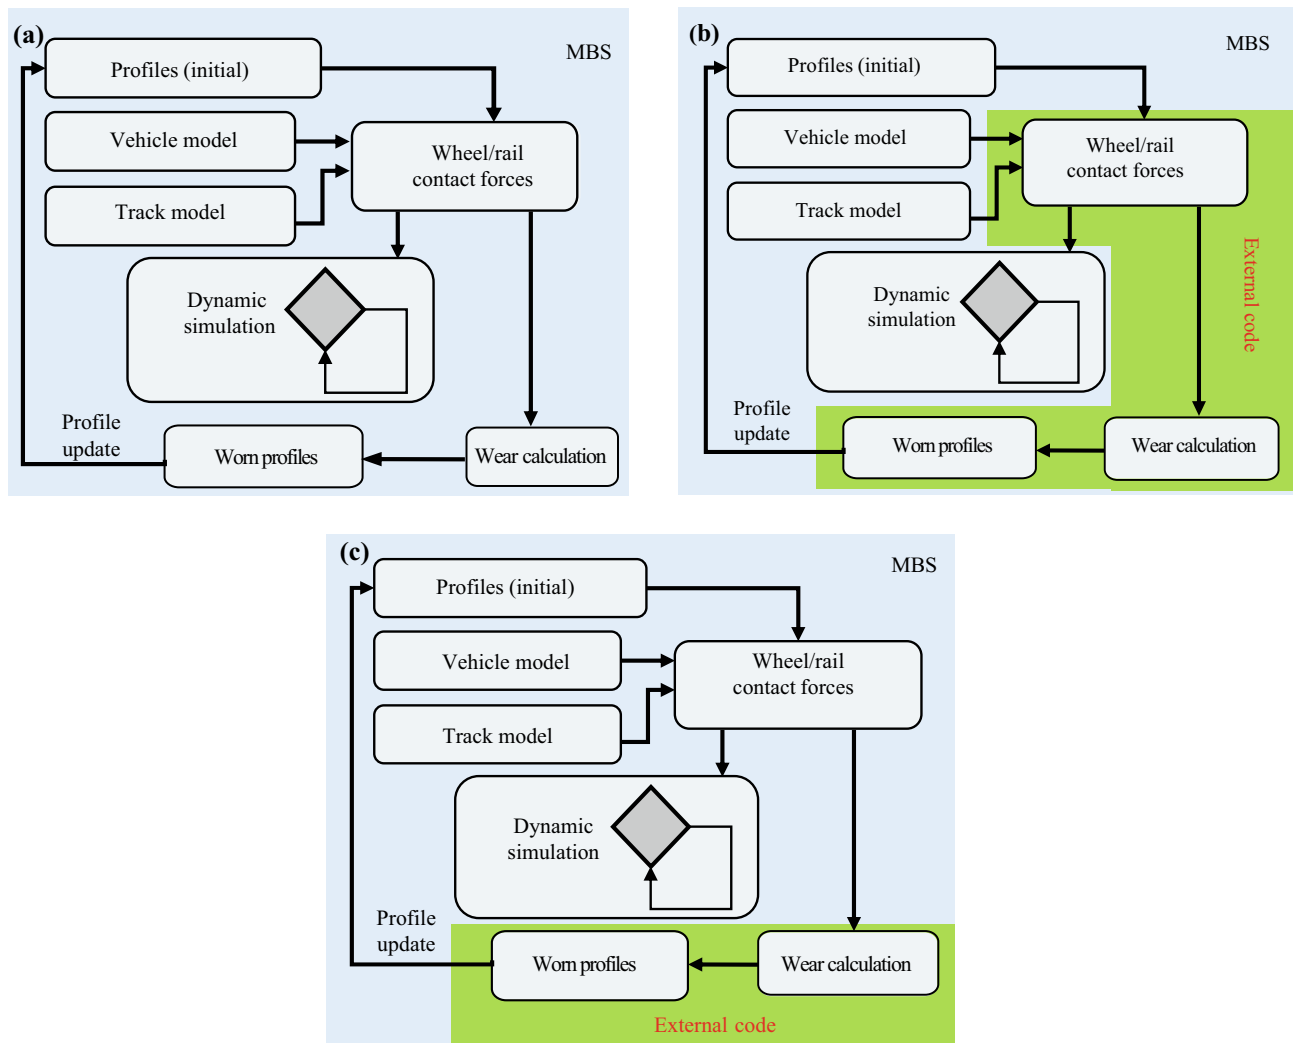 (a)
MBS
Profiles (initial)
Vehicle model
Wheel/rail
contact forces
Track model
Dynamic
simulation
Profile
update
Worn profiles
Wear calculation
(b)
MBS
Profiles (initial)
Vehicle model
Wheel/rail
contact forces
Track model
External code
Dynamic
simulation
Profile
update
Worn profiles
Wear calculation
(c)
MBS
Profiles (initial)
Vehicle model
Wheel/rail
contact forces
Track model
Dynamic
simulation
Profile
update
Worn profiles
Wear calculation
External code